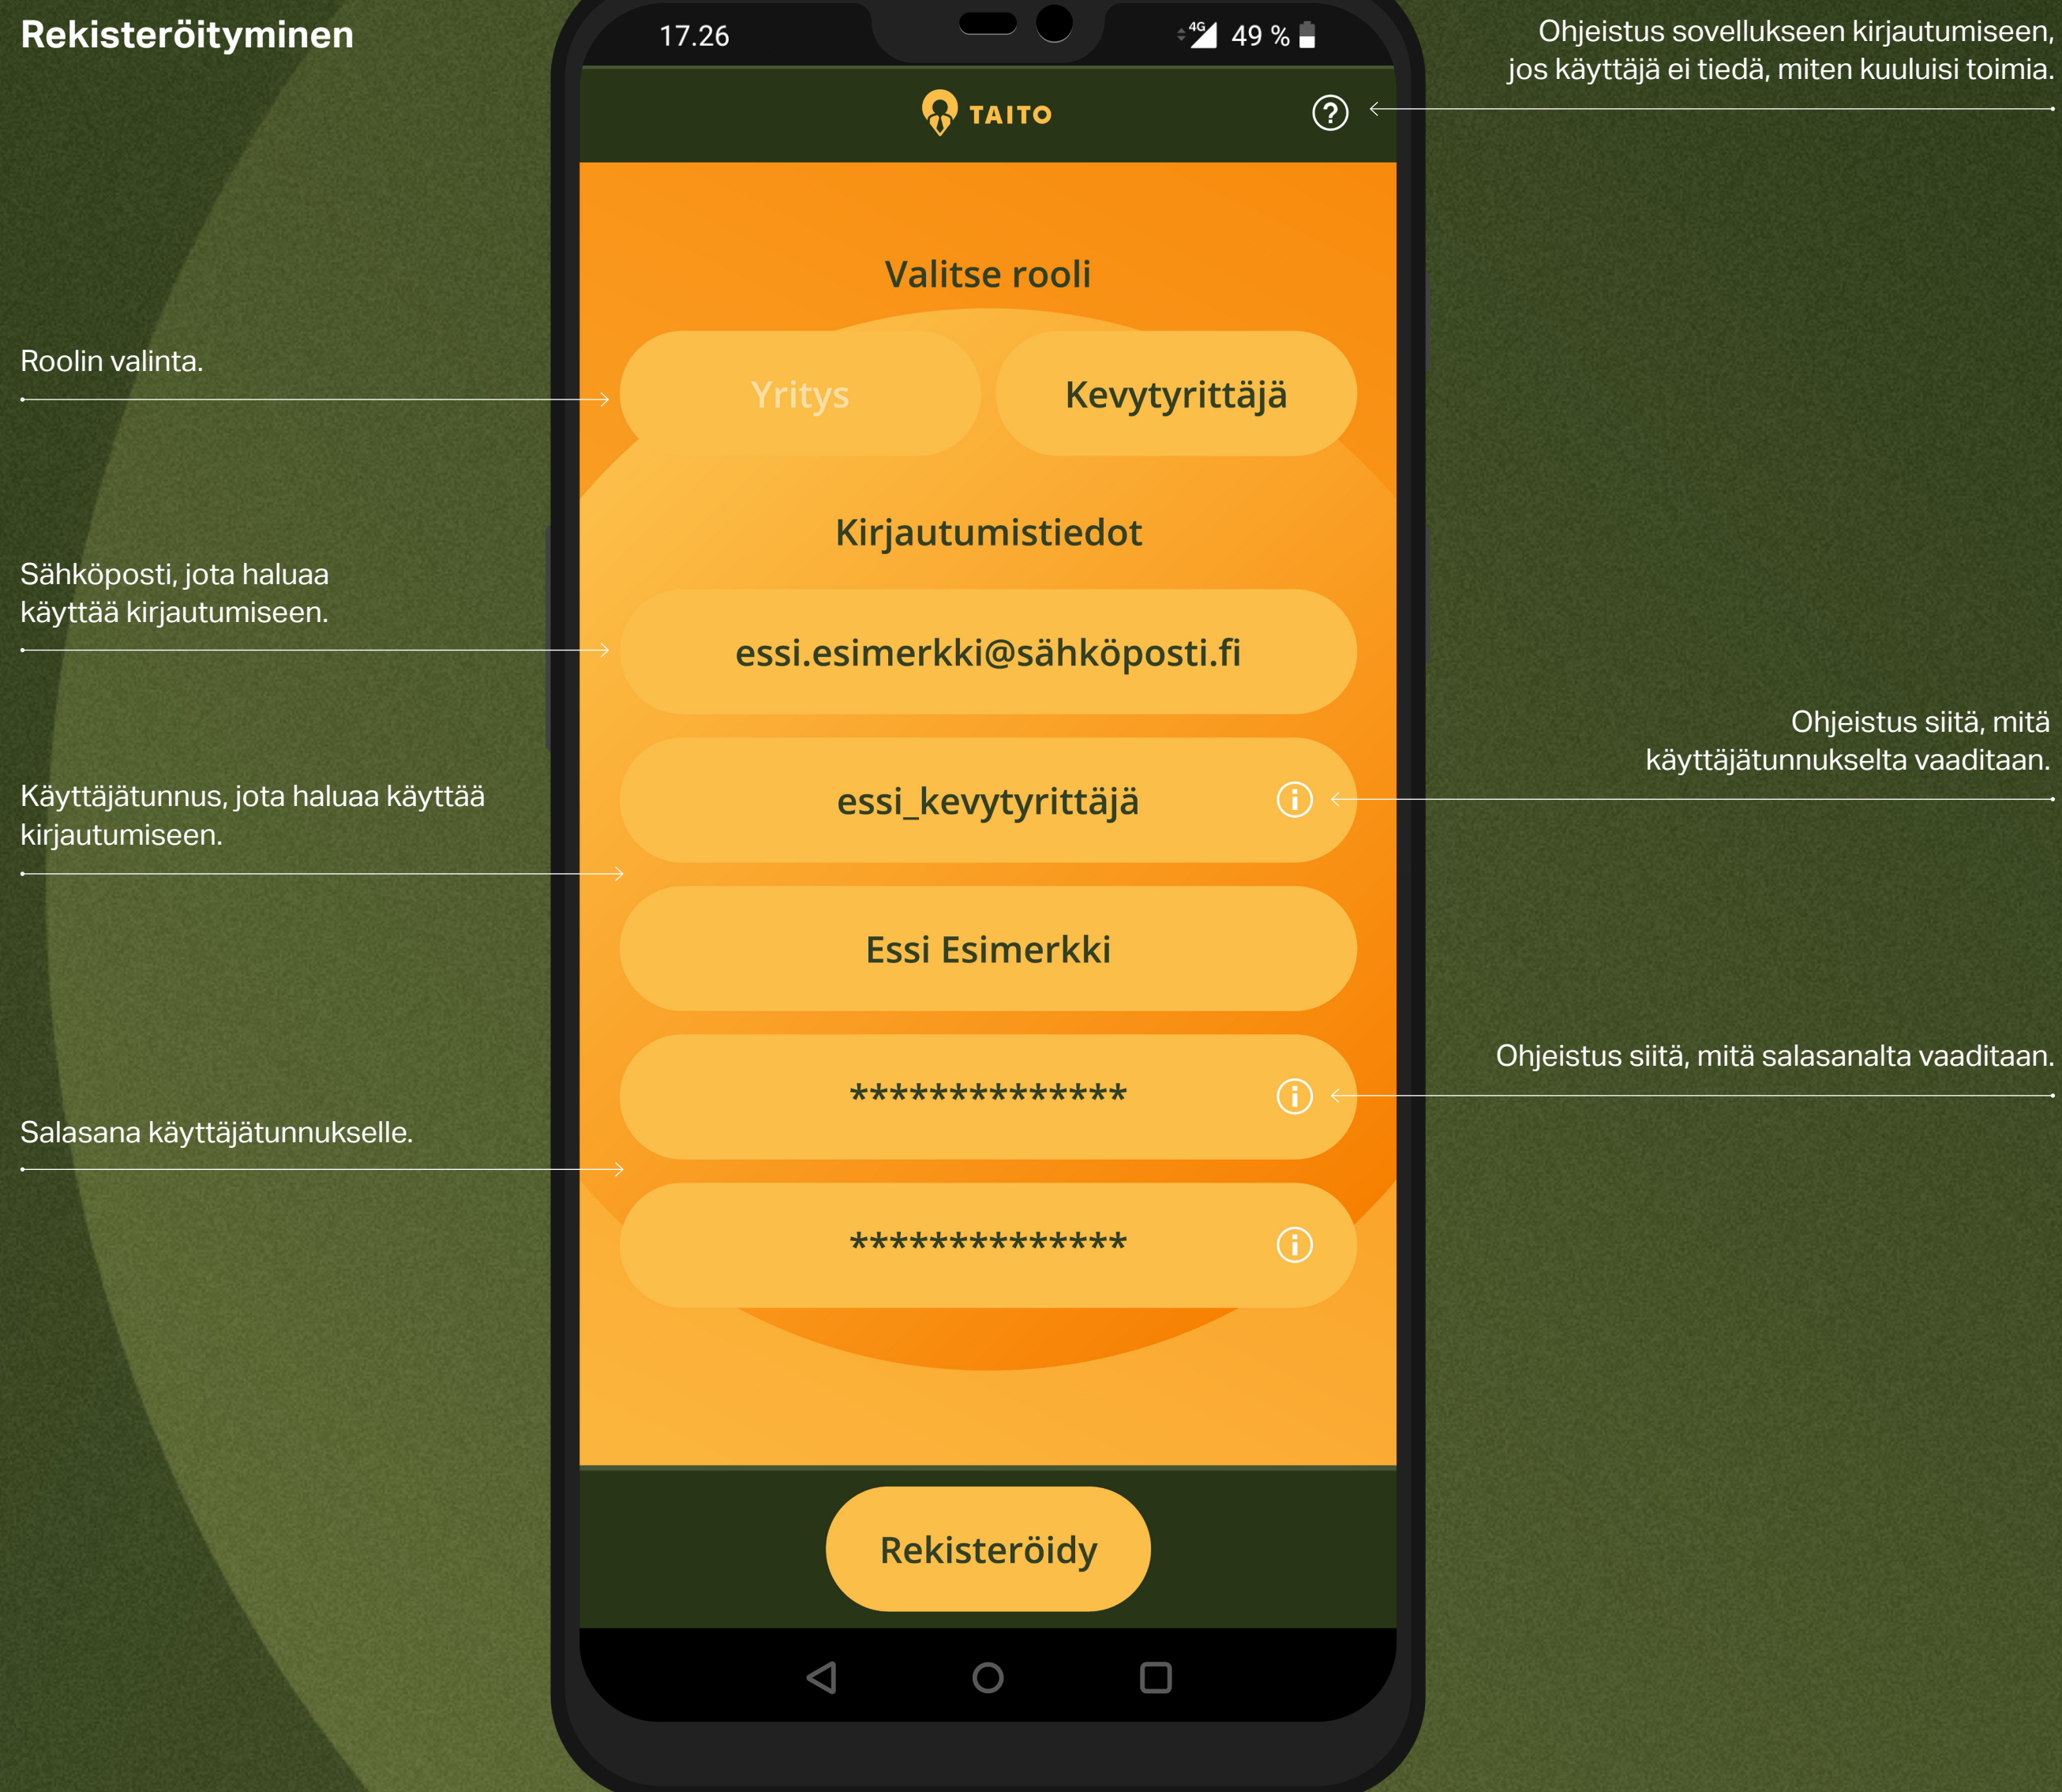 Rekisteröityminen
17.26
4G 49 %
Ohjeistus sovellukseen kirjautumiseen,
jos käyttäjä ei tiedä, miten kuuluisi toimia.
TAITO
?
Valitse rooli
Roolin valinta.
Yritys
Kevytyrittäjä
Kirjautumistiedot
Sähköposti, jota haluaa
käyttää kirjautumiseen.
essi.esimerkki@sähköposti.fi
Ohjeistus siitä, mitä
käyttäjätunnukselta vaaditaan.
Käyttäjätunnus, jota haluaa käyttää
kirjautumiseen.
essi_kevytyrittäjä
i
Essi Esimerkki
Ohjeistus siitä, mitä salasanalta vaaditaan.
**************
i
Salasana käyttäjätunnukselle.
**************
i
Rekisteröidy